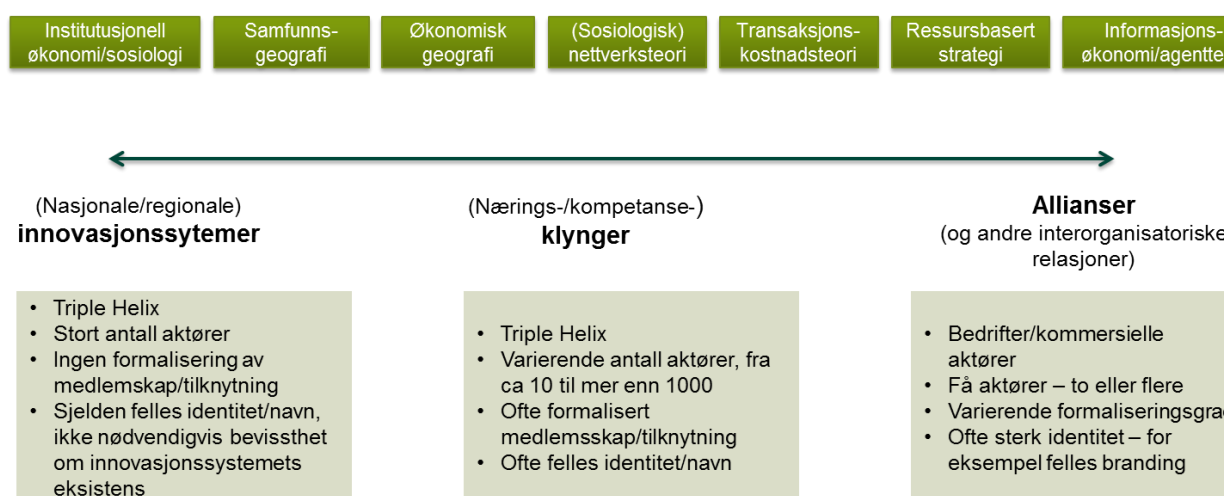 Institutusjonell
økonomi/sosiologi
Samfunns-
geografi
Økonomisk
geografi
(Sosiologisk)
nettverksteori
Transaksjons-
kostnadsteori
Ressursbasert
strategi
Informasjons-
økonomi/agentte
(Nasjonale/regionale)
innovasjonssytemer
(Nærings-/kompetanse-)
klynger
Allianser
(og andre interorganisatoriske
relasjoner)
• Triple Helix
• Stort antall aktører
• Ingen formalisering av
medlemskap/tilknytning
• Sjelden felles identitet/navn,
ikke nødvendigvis bevissthet
om innovasjonssystemets
eksistens
• Triple Helix
• Varierende antall aktører, fra
ca 10 til mer enn 1000
• Ofte formalisert
medlemsskap/tilknytning
• Ofte felles identitet/navn
• Bedrifter/kommersielle
aktører
• Få aktører – to eller flere
• Varierende formaliseringsgrad
• Ofte sterk identitet – for
eksempel felles branding